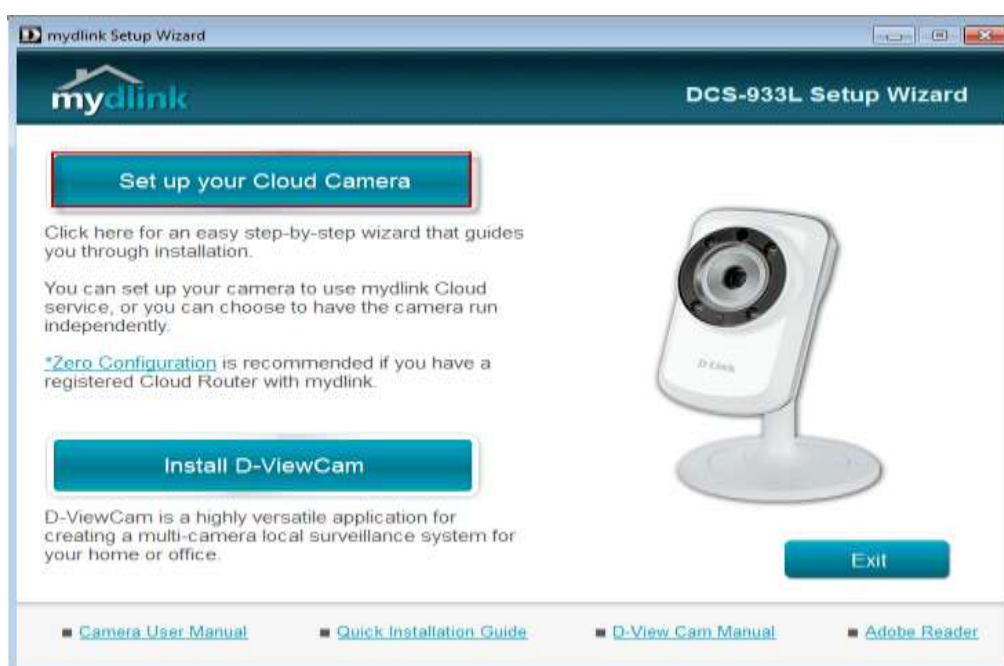 mydlink Setup Wizard
mydlink
DCS-933L Setup Wizard
Set up your Cloud Camera
Click here for an easy step-by-step wizard that guides
you through installation.
You can set up your camera to use mydlink Cloud
service, or you can choose to have the camera run
independently.
*Zero Configuration is recommended if you have a
registered Cloud Router with mydlink.
D-Link
Install D-ViewCam
D-ViewCam is a highly versatile application for
creating a multi-camera local surveillance system for
your home or office.
Exit
Camera User Manual
Quick Installation Guide
D-View Cam Manual
Adobe Reader